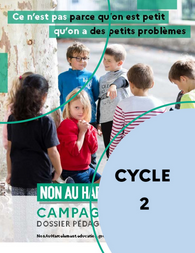 Ce n'est pas parce qu'on est petit
qu'on a des petits problèmes
NON AU HAR
CAMPAG
DOSSIER PÉDAG
CYCLE
2